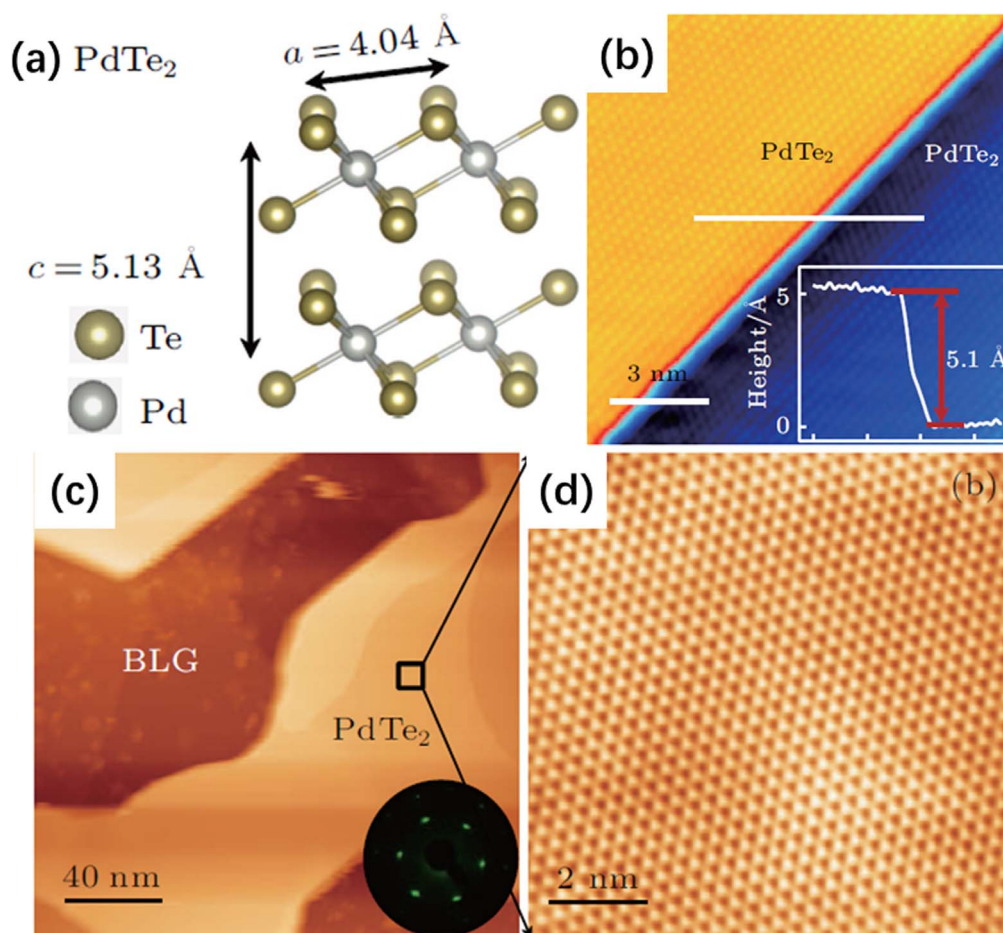 (a) PdTe₂
a = 4.04 Å
c = 5.13 Å
Te
Pd
(b)
PdTe₂
PdTe₂
3 nm
Height/Å
5
0
5.1 Å
(c)
BLG
PdTe₂
40 nm
(d)
(b)
2 nm